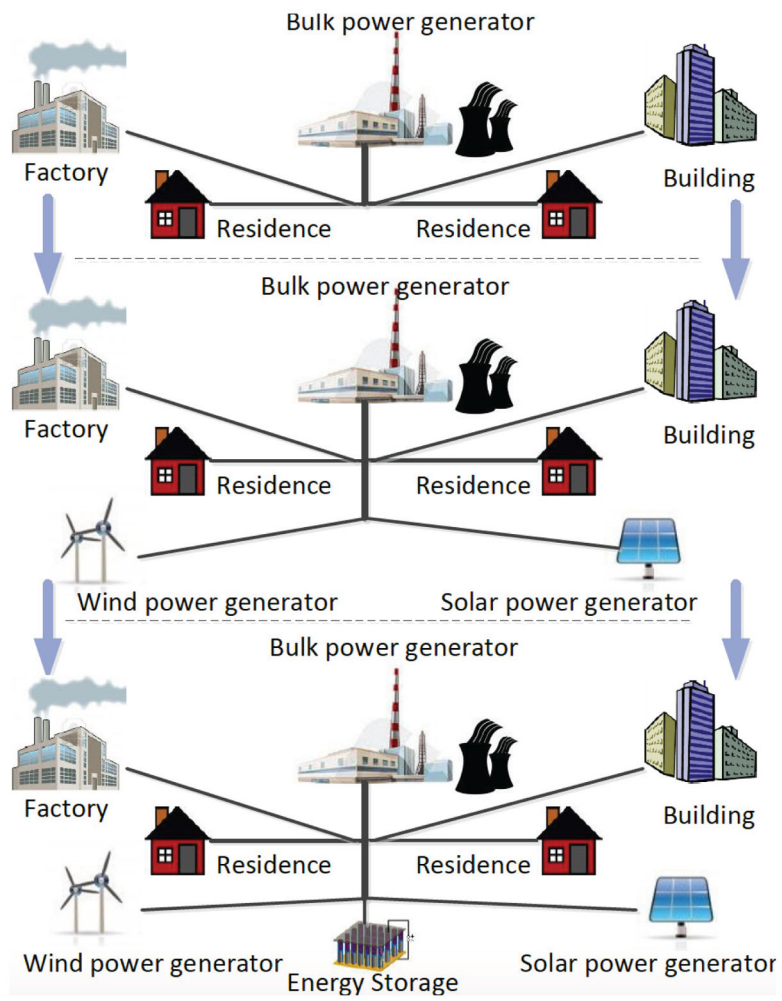 Bulk power generator
Factory
Building
Residence
Residence
Bulk power generator
Factory
Building
Residence
Residence
Wind power generator
Solar power generator
Bulk power generator
Factory
Building
Residence
Residence
Wind power generator
Solar power generator
Energy Storage